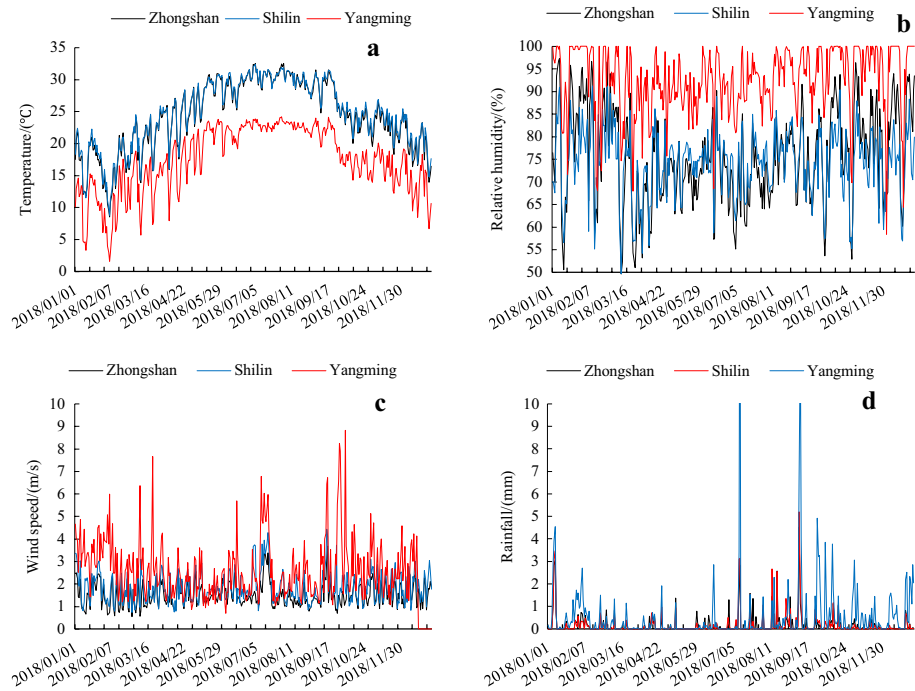 Zhongshan Shilin Yangming
a
Temperature/(℃)
35
30
25
20
15
10
5
0
2018/01/01 2018/02/07 2018/03/16 2018/04/22 2018/05/29 2018/07/05 2018/08/11 2018/09/17 2018/10/24 2018/11/30
Zhongshan Shilin Yangming
b
Relative humidity/(%)
100
95
90
85
80
75
70
65
60
55
50
2018/01/01 2018/02/07 2018/03/16 2018/04/22 2018/05/29 2018/07/05 2018/08/11 2018/09/17 2018/10/24 2018/11/30
Zhongshan Shilin Yangming
c
Wind speed/(m/s)
10
9
8
7
6
5
4
3
2
1
0
2018/01/01 2018/02/07 2018/03/16 2018/04/22 2018/05/29 2018/07/05 2018/08/11 2018/09/17 2018/10/24 2018/11/30
Zhongshan Shilin Yangming
d
Rainfall/(mm)
10
9
8
7
6
5
4
3
2
1
0
2018/01/01 2018/02/07 2018/03/16 2018/04/22 2018/05/29 2018/07/05 2018/08/11 2018/09/17 2018/10/24 2018/11/30